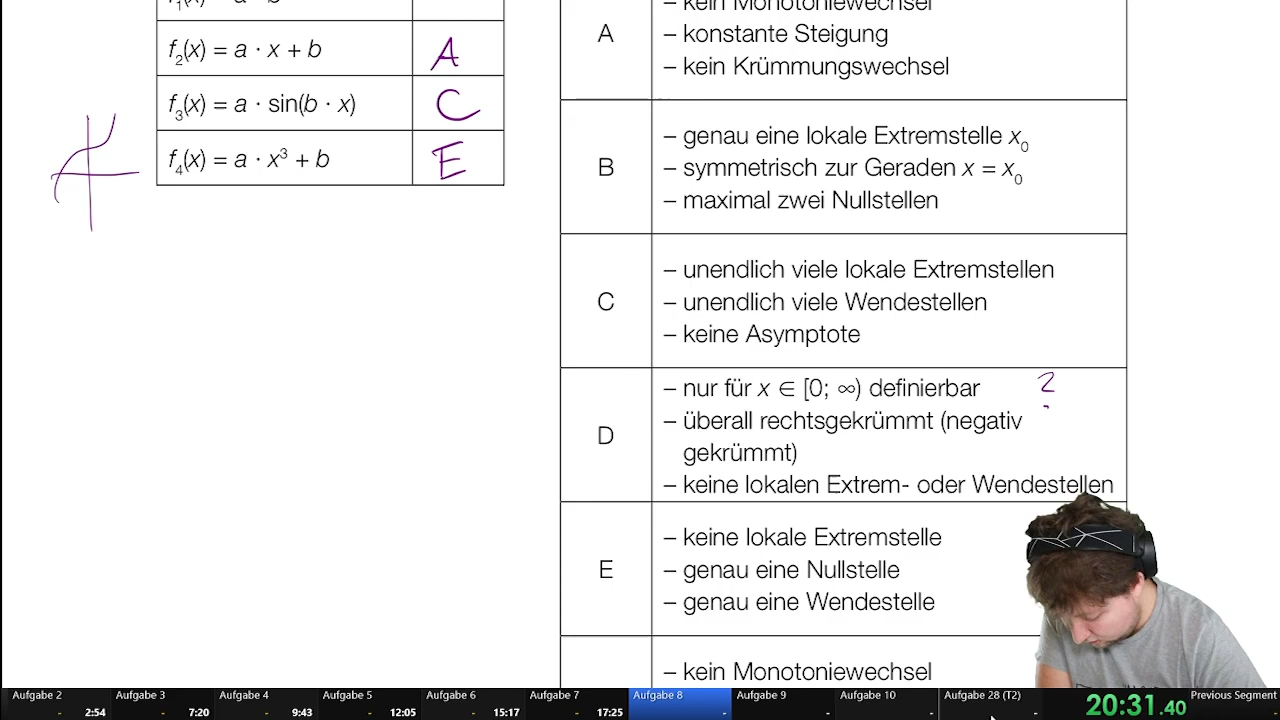 f₂(x) = a · x + b
A
f₃(x) = a · sin(b · x)
C
f₄(x) = a · x³ + b
E
– kein Monotoniewechsel
A
– konstante Steigung
– kein Krümmungswechsel
B
– genau eine lokale Extremstelle x₀
– symmetrisch zur Geraden x = x₀
– maximal zwei Nullstellen
C
– unendlich viele lokale Extremstellen
– unendlich viele Wendestellen
– keine Asymptote
D
– nur für x ∈ [0; ∞) definierbar
?
– überall rechtsgekrümmt (negativ
gekrümmt)
– keine lokalen Extrem- oder Wendestellen
E
– keine lokale Extremstelle
– genau eine Nullstelle
– genau eine Wendestelle
– kein Monotoniewechsel
Aufgabe 2 Aufgabe 3 Aufgabe 4 Aufgabe 5 Aufgabe 6 Aufgabe 7 Aufgabe 8 Aufgabe 9 Aufgabe 10 Aufgabe 28 (T2) 20:31.40 Previous Segment
- 2:54 - 7:20 - 9:43 - 12:05 - 15:17 - 17:25 - - - - -